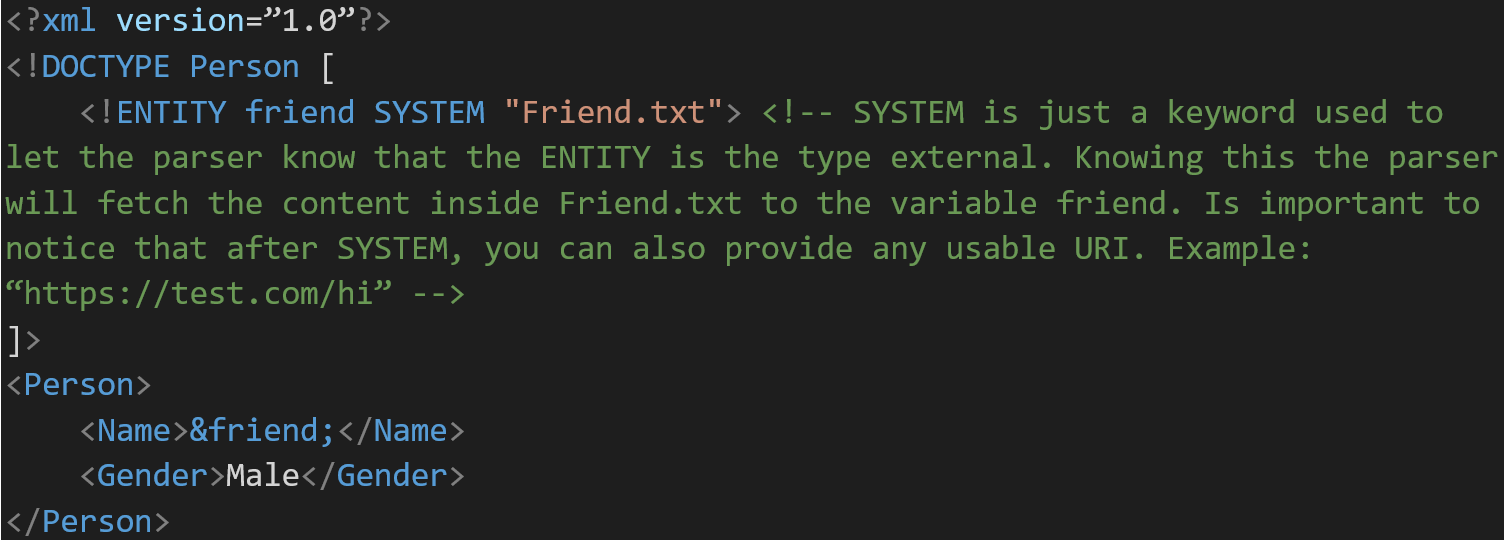 <?xml version=”1.0”?>
<!DOCTYPE Person [
    <!ENTITY friend SYSTEM "Friend.txt"> <!-- SYSTEM is just a keyword used to
let the parser know that the ENTITY is the type external. Knowing this the parser
will fetch the content inside Friend.txt to the variable friend. Is important to
notice that after SYSTEM, you can also provide any usable URI. Example:
“https://test.com/hi” -->
]>
<Person>
    <Name>&friend;</Name>
    <Gender>Male</Gender>
</Person>